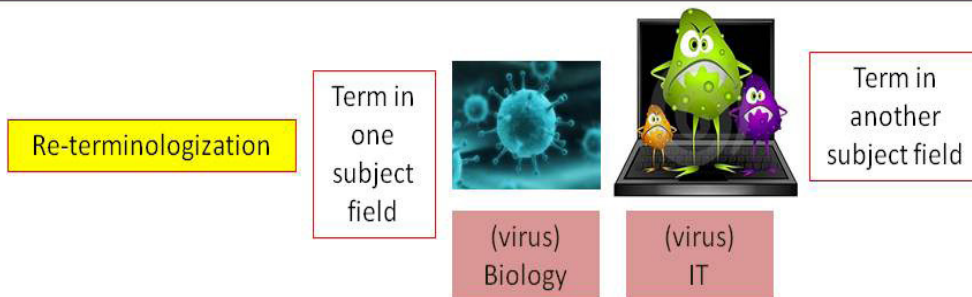 Re-terminologization
Term in
one
subject
field
(virus)
Biology
(virus)
IT
Term in
another
subject field